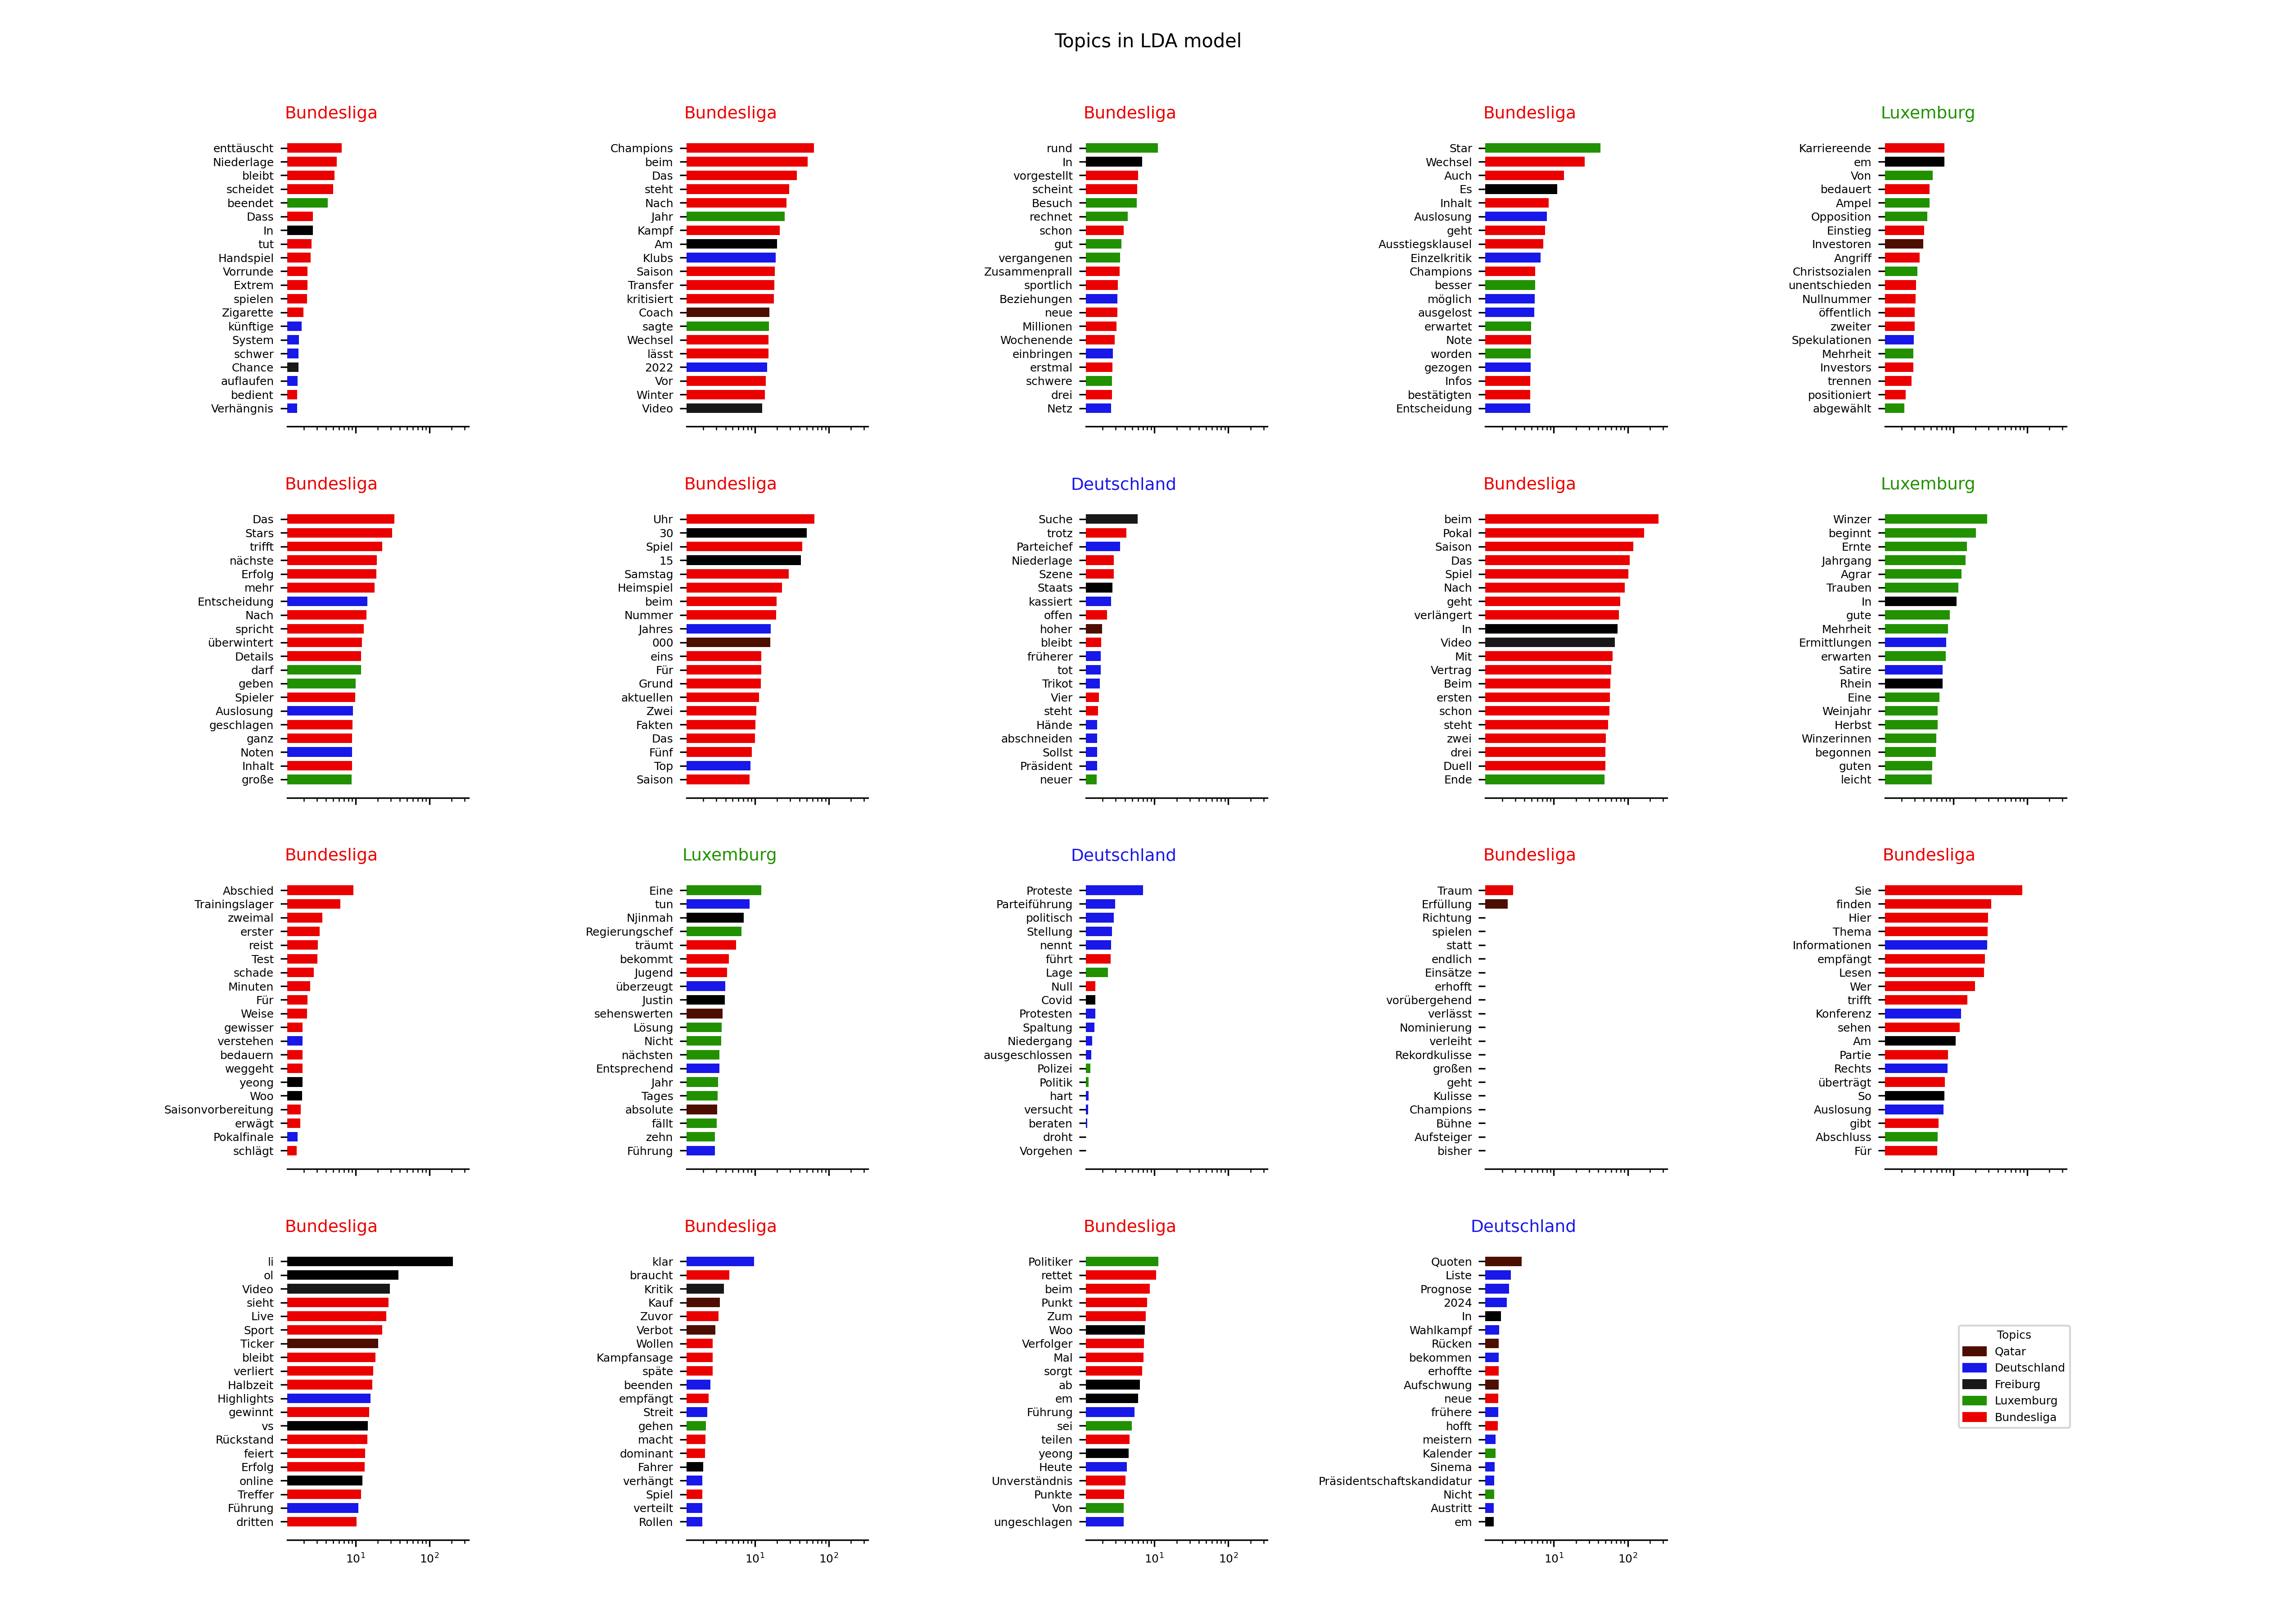 Topics in LDA model
Bundesliga
enttäuscht
Niederlage
bleibt
scheidet
beendet
Dass
In
tut
Handspiel
Vorrunde
Extrem
spielen
Zigarette
künftige
System
schwer
Chance
auflaufen
bedient
Verhängnis
Bundesliga
Champions
beim
Das
steht
Nach
Jahr
Kampf
Am
Klubs
Saison
Transfer
kritisiert
Coach
sagte
Wechsel
lässt
2022
Vor
Winter
Video
Bundesliga
rund
In
vorgestellt
scheint
Besuch
rechnet
schon
gut
vergangenen
Zusammenprall
sportlich
Beziehungen
neue
Millionen
Wochenende
einbringen
erstmal
schwere
drei
Netz
Bundesliga
Star
Wechsel
Auch
Es
Inhalt
Auslosung
geht
Ausstiegsklausel
Einzelkritik
Champions
besser
möglich
ausgelost
erwartet
Note
worden
gezogen
Infos
bestätigten
Entscheidung
Luxemburg
Karriereende
em
Von
bedauert
Ampel
Opposition
Einstieg
Investoren
Angriff
Christsozialen
unentschieden
Nullnummer
öffentlich
zweiter
Spekulationen
Mehrheit
Investors
trennen
positioniert
abgewählt
Bundesliga
Das
Stars
trifft
nächste
Erfolg
mehr
Entscheidung
Nach
spricht
überwintert
Details
darf
geben
Spieler
Auslosung
geschlagen
ganz
Noten
Inhalt
große
Bundesliga
Uhr
30
Spiel
15
Samstag
Heimspiel
beim
Nummer
Jahres
000
eins
Für
Grund
aktuellen
Zwei
Fakten
Das
Fünf
Top
Saison
Deutschland
Suche
trotz
Parteichef
Niederlage
Szene
Staats
kassiert
offen
hoher
bleibt
früherer
tot
Trikot
Vier
steht
Hände
abschneiden
Sollst
Präsident
neuer
Bundesliga
beim
Pokal
Saison
Das
Spiel
Nach
geht
verlängert
In
Video
Mit
Vertrag
Beim
ersten
schon
steht
zwei
drei
Duell
Ende
Luxemburg
Winzer
beginnt
Ernte
Jahrgang
Agrar
Trauben
In
gute
Mehrheit
Ermittlungen
erwarten
Satire
Rhein
Eine
Weinjahr
Herbst
Winzerinnen
begonnen
guten
leicht
Bundesliga
Abschied
Trainingslager
zweimal
erster
reist
Test
schade
Minuten
Für
Weise
gewisser
verstehen
bedauern
weggeht
yeong
Woo
Saisonvorbereitung
erwägt
Pokalfinale
schlägt
Luxemburg
Eine
tun
Njinmah
Regierungschef
träumt
bekommt
Jugend
überzeugt
Justin
sehenswerten
Lösung
Nicht
nächsten
Entsprechend
Jahr
Tages
absolute
fällt
zehn
Führung
Deutschland
Proteste
Parteiführung
politisch
Stellung
nennt
führt
Lage
Null
Covid
Protesten
Spaltung
Niedergang
ausgeschlossen
Polizei
Politik
hart
versucht
beraten
droht
Vorgehen
Bundesliga
Traum
Erfüllung
Richtung
spielen
statt
endlich
Einsätze
erhofft
vorübergehend
verlässt
Nominierung
verleiht
Rekordkulisse
großen
geht
Kulisse
Champions
Bühne
Aufsteiger
bisher
Bundesliga
Sie
finden
Hier
Thema
Informationen
empfängt
Lesen
Wer
trifft
Konferenz
sehen
Am
Partie
Rechts
überträgt
So
Auslosung
gibt
Abschluss
Für
Bundesliga
li
ol
Video
sieht
Live
Sport
Ticker
bleibt
verliert
Halbzeit
Highlights
gewinnt
vs
Rückstand
feiert
Erfolg
online
Treffer
Führung
dritten
10¹ 10²
Bundesliga
klar
braucht
Kritik
Kauf
Zuvor
Verbot
Wollen
Kampfansage
späte
beenden
empfängt
Streit
gehen
macht
dominant
Fahrer
verhängt
Spiel
verteilt
Rollen
10¹ 10²
Bundesliga
Politiker
rettet
beim
Punkt
Zum
Woo
Verfolger
Mal
sorgt
ab
em
Führung
sei
teilen
yeong
Heute
Unverständnis
Punkte
Von
ungeschlagen
10¹ 10²
Deutschland
Quoten
Liste
Prognose
2024
In
Wahlkampf
Rücken
bekommen
erhoffte
Aufschwung
neue
frühere
hofft
meistern
Kalender
Sinema
Präsidentschaftskandidatur
Nicht
Austritt
em
10¹ 10²
Topics
Qatar
Deutschland
Freiburg
Luxemburg
Bundesliga